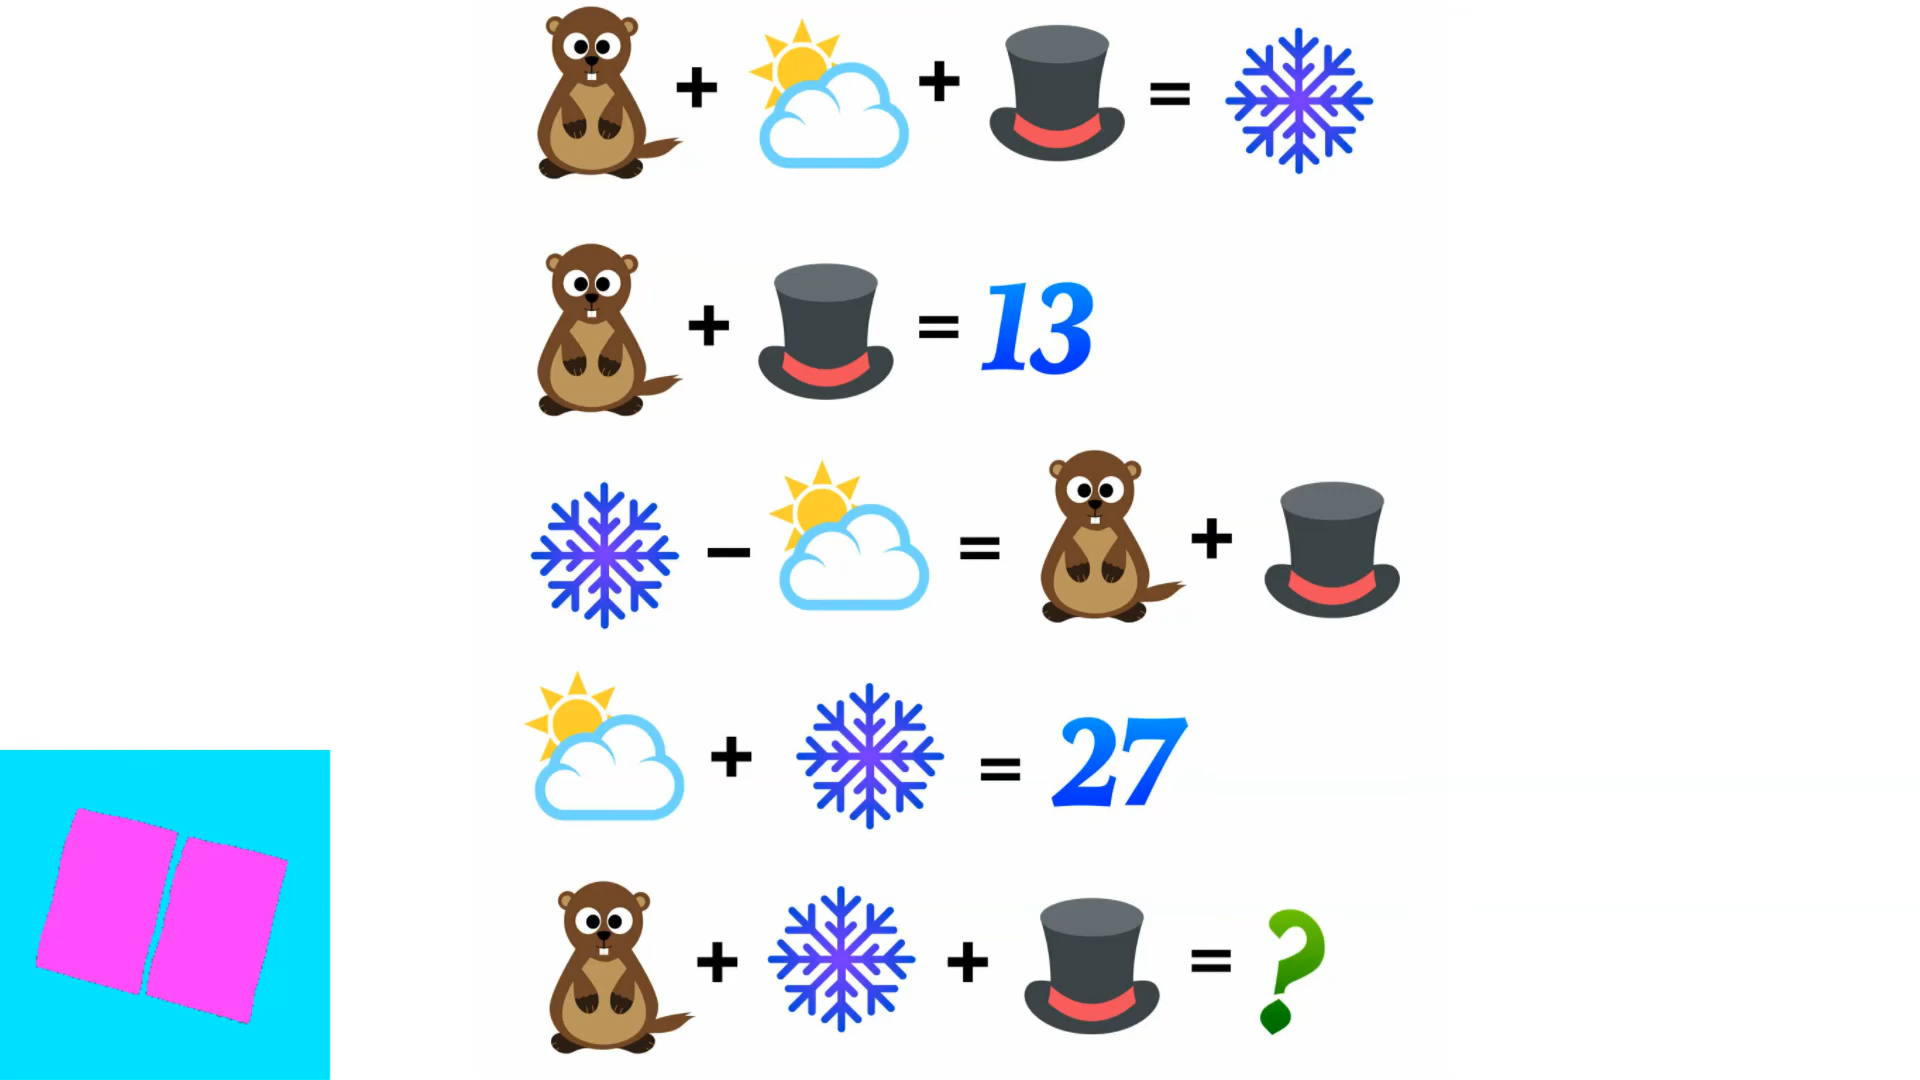 + + =
+ = 13
- = +
+ = 27
+ + = ?